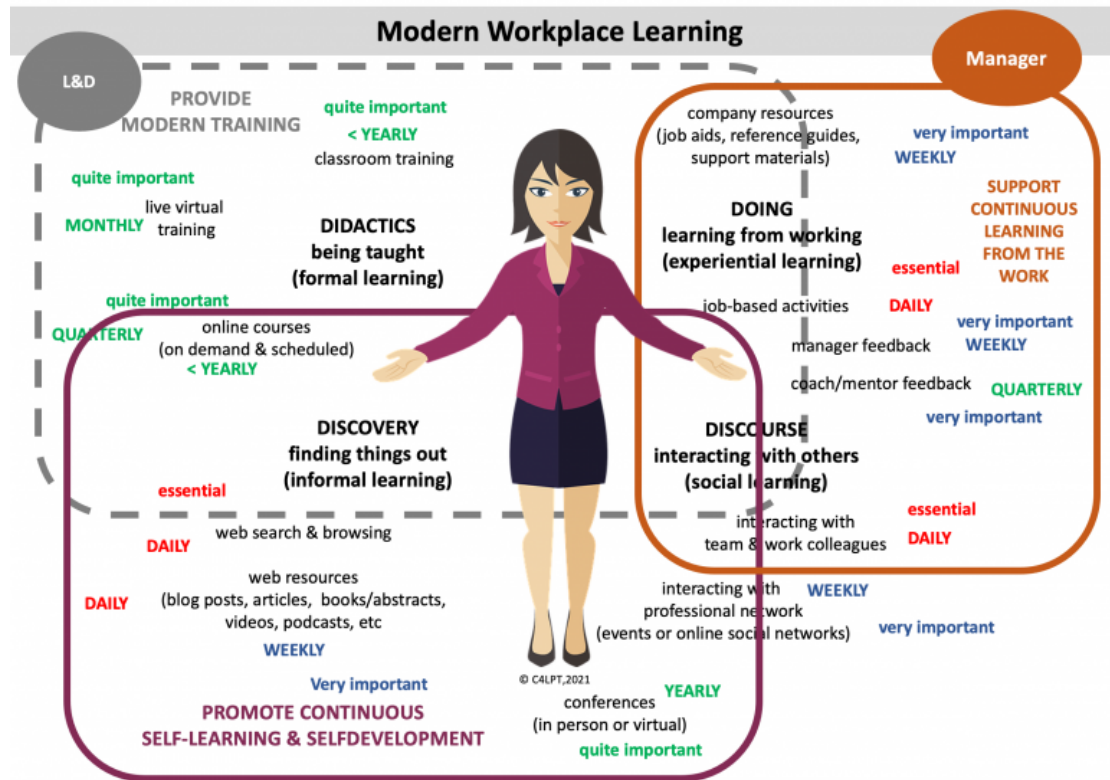 Modern Workplace Learning
L&D
Manager
PROVIDE
MODERN TRAINING
quite important
< YEARLY
classroom training
quite important
MONTHLY
live virtual
training
DIDACTICS
being taught
(formal learning)
quite important
QUARTERLY
online courses
(on demand & scheduled)
< YEARLY
company resources
(job aids, reference guides,
support materials)
very important
WEEKLY
SUPPORT
CONTINUOUS
LEARNING
FROM THE
WORK
DOING
learning from working
(experiential learning)
essential
job-based activities
DAILY
very important
manager feedback
WEEKLY
coach/mentor feedback
QUARTERLY
very important
DISCOVERY
finding things out
(informal learning)
essential
web search & browsing
DAILY
web resources
DAILY
(blog posts, articles, books/abstracts,
videos, podcasts, etc
WEEKLY
Very important
PROMOTE CONTINUOUS
SELF-LEARNING & SELFDEVELOPMENT
DISCOURSE
interacting with others
(social learning)
essential
interacting with
team & work colleagues
DAILY
interacting with
WEEKLY
professional network
(events or online social networks)
very important
© C4LPT,2021
conferences
YEARLY
(in person or virtual)
quite important